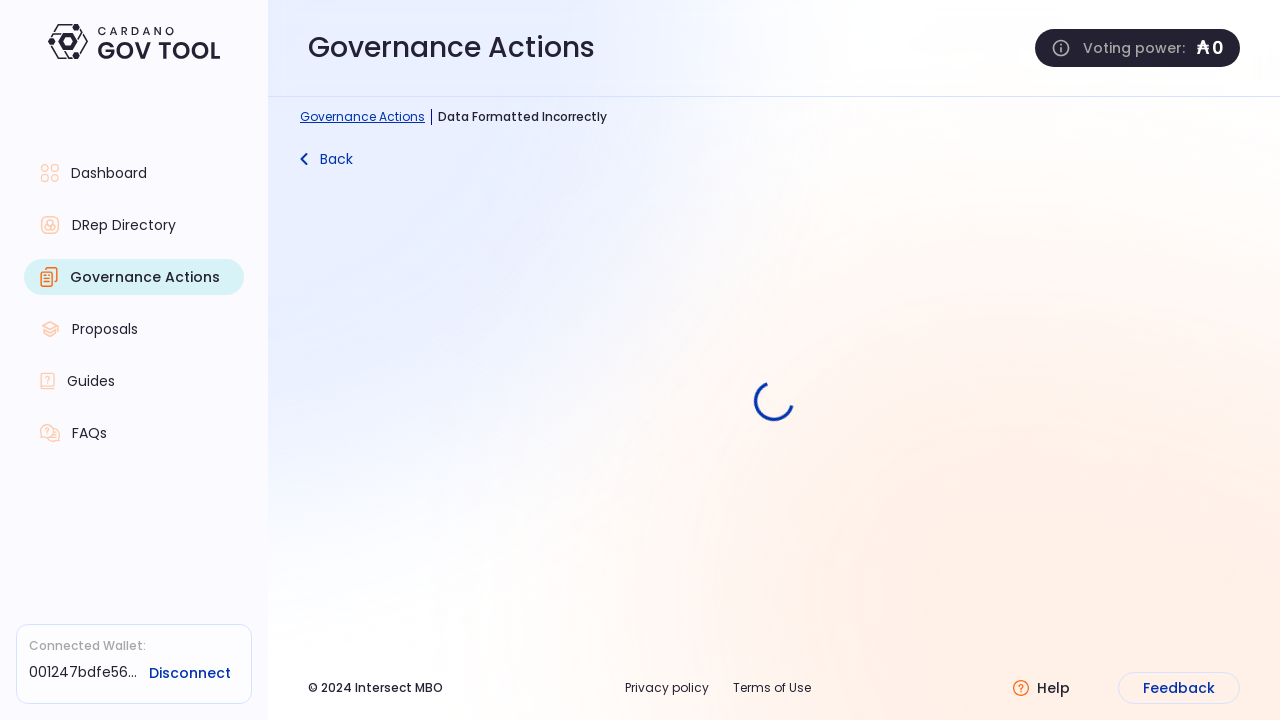 CARDANO
GOV TOOL
Governance Actions
Voting power: ₳ 0
Governance Actions | Data Formatted Incorrectly
Back
Dashboard
DRep Directory
Governance Actions
Proposals
Guides
FAQs
Connected Wallet:
001247bdfe56... Disconnect
© 2024 Intersect MBO
Privacy policy
Terms of Use
Help
Feedback